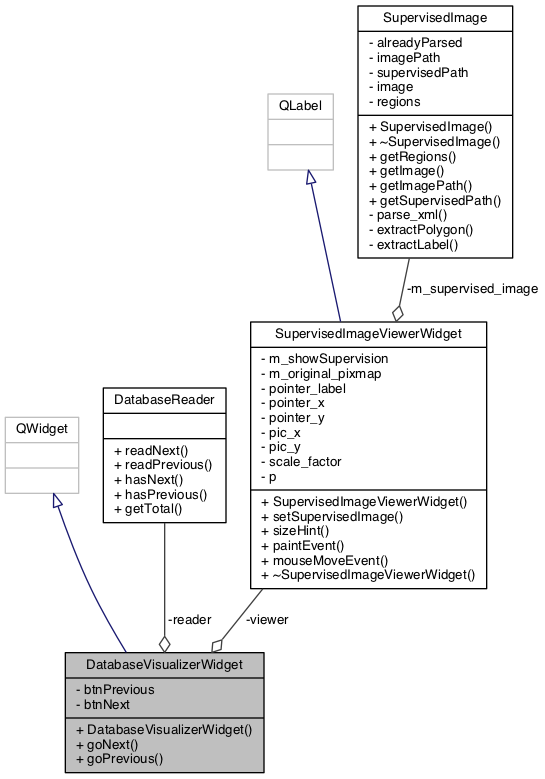 SupervisedImage
- alreadyParsed
- imagePath
- supervisedPath
- image
- regions
+ SupervisedImage()
+ ~SupervisedImage()
+ getRegions()
+ getImage()
+ getImagePath()
+ getSupervisedPath()
- parse_xml()
- extractPolygon()
- extractLabel()
QLabel
-m_supervised_image
SupervisedImageViewerWidget
- m_showSupervision
- m_original_pixmap
- pointer_label
- pointer_x
- pointer_y
- pic_x
- pic_y
- scale_factor
- p
+ SupervisedImageViewerWidget()
+ setSupervisedImage()
+ sizeHint()
+ paintEvent()
+ mouseMoveEvent()
+ ~SupervisedImageViewerWidget()
DatabaseReader
+ readNext()
+ readPrevious()
+ hasNext()
+ hasPrevious()
+ getTotal()
QWidget
-reader
-viewer
DatabaseVisualizerWidget
- btnPrevious
- btnNext
+ DatabaseVisualizerWidget()
+ goNext()
+ goPrevious()